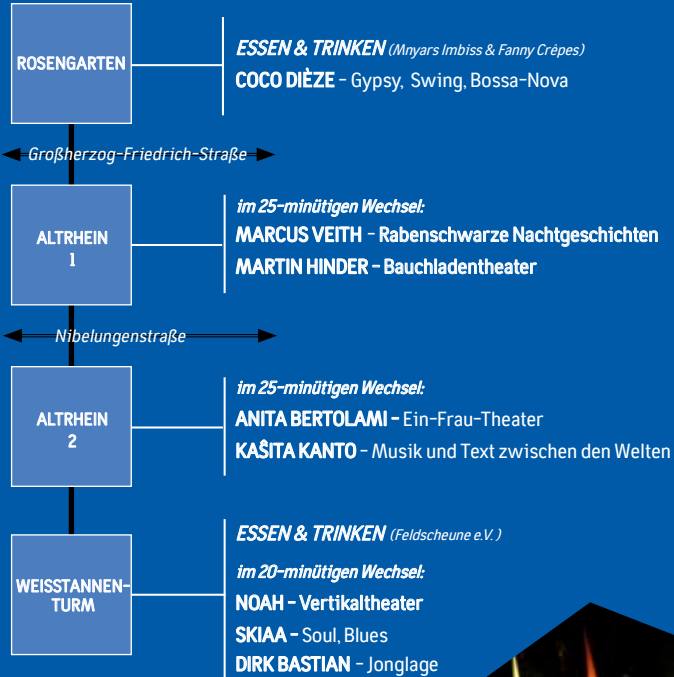 ROSENGARTEN
ESSEN & TRINKEN (Mnyars Imbiss & Fanny Crêpes)
COCO DIÈZE – Gypsy, Swing, Bossa-Nova
Großherzog-Friedrich-Straße
ALTRHEIN
1
im 25-minütigen Wechsel:
MARCUS VEITH – Rabenschwarze Nachtgeschichten
MARTIN HINDER – Bauchladentheater
Nibelungenstraße
ALTRHEIN
2
im 25-minütigen Wechsel:
ANITA BERTOLAMI – Ein-Frau-Theater
KAŜITA KANTO – Musik und Text zwischen den Welten
WEISSTANNEN-
TURM
ESSEN & TRINKEN (Feldscheune e.V. )
im 20-minütigen Wechsel:
NOAH – Vertikaltheater
SKIAA – Soul, Blues
DIRK BASTIAN – Jonglage